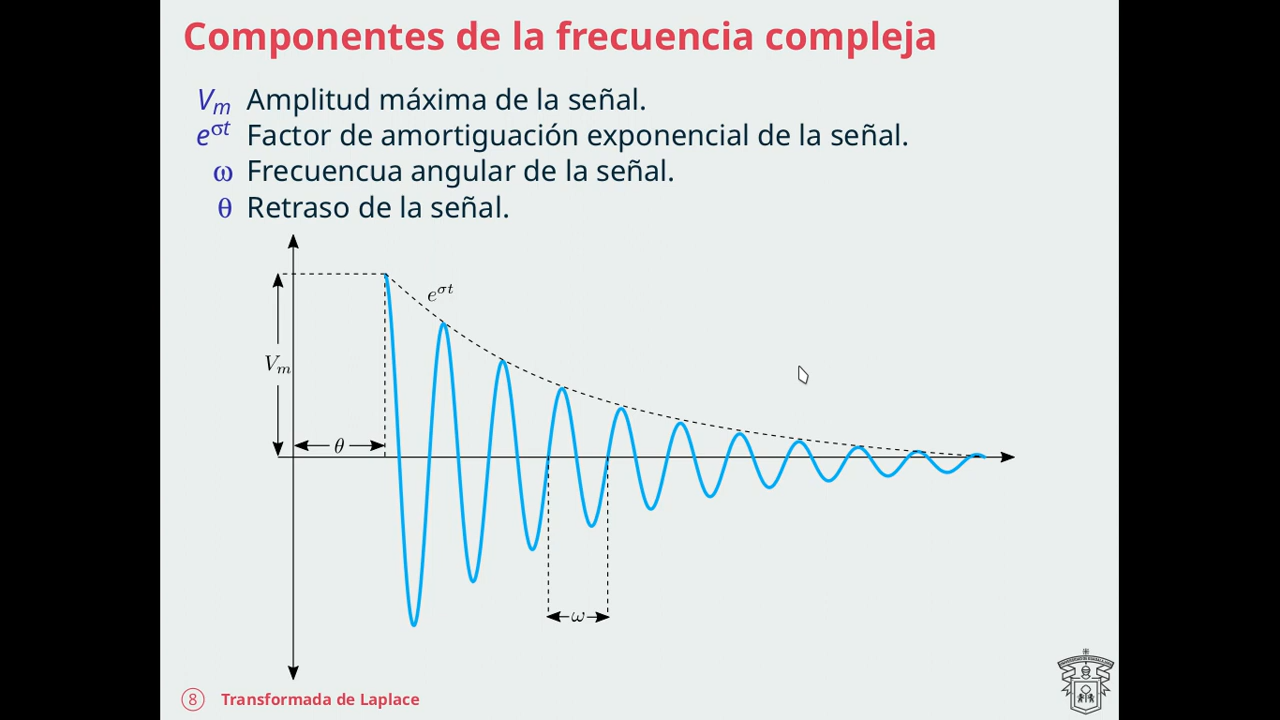 Componentes de la frecuencia compleja
Vₘ Amplitud máxima de la señal.
e^σt Factor de amortiguación exponencial de la señal.
ω Frecuencua angular de la señal.
θ Retraso de la señal.
e^σt
Vₘ
θ
ω
8 Transformada de Laplace